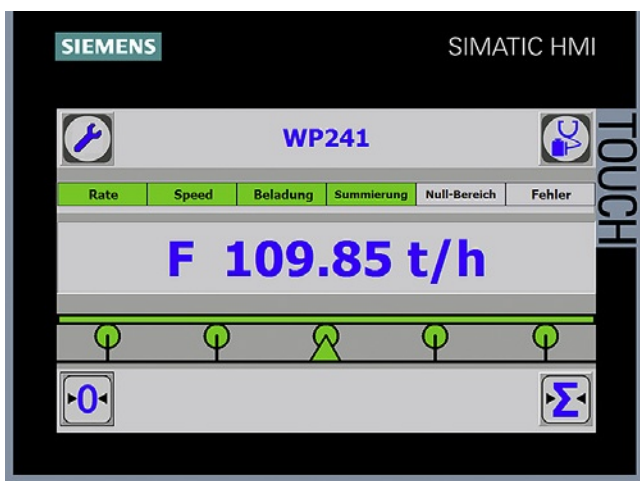 SIEMENS
SIMATIC HMI
TOUCH
WP241
Rate Speed Beladung Summierung Null-Bereich Fehler
F 109.85 t/h
0
Σ